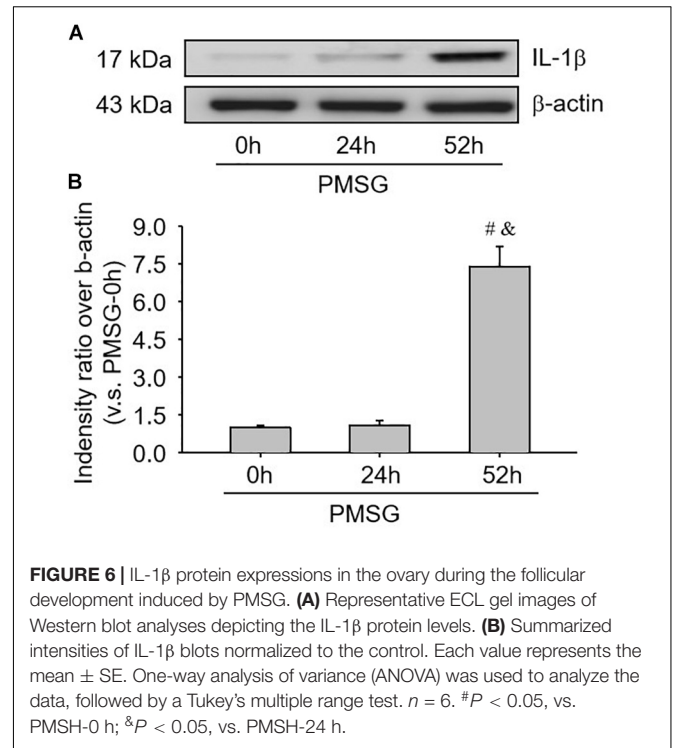 A
17 kDa IL-1β
43 kDa β-actin
0h 24h 52h
PMSG
B
Indensity ratio over b-actin
(v.s. PMSG-0h)
9.0
7.5
6.0
4.5
3.0
1.5
0.0
# &
0h 24h 52h
PMSG
FIGURE 6 | IL-1β protein expressions in the ovary during the follicular
development induced by PMSG. (A) Representative ECL gel images of
Western blot analyses depicting the IL-1β protein levels. (B) Summarized
intensities of IL-1β blots normalized to the control. Each value represents the
mean ± SE. One-way analysis of variance (ANOVA) was used to analyze the
data, followed by a Tukey's multiple range test. n = 6. #P < 0.05, vs.
PMSH-0 h; &P < 0.05, vs. PMSH-24 h.